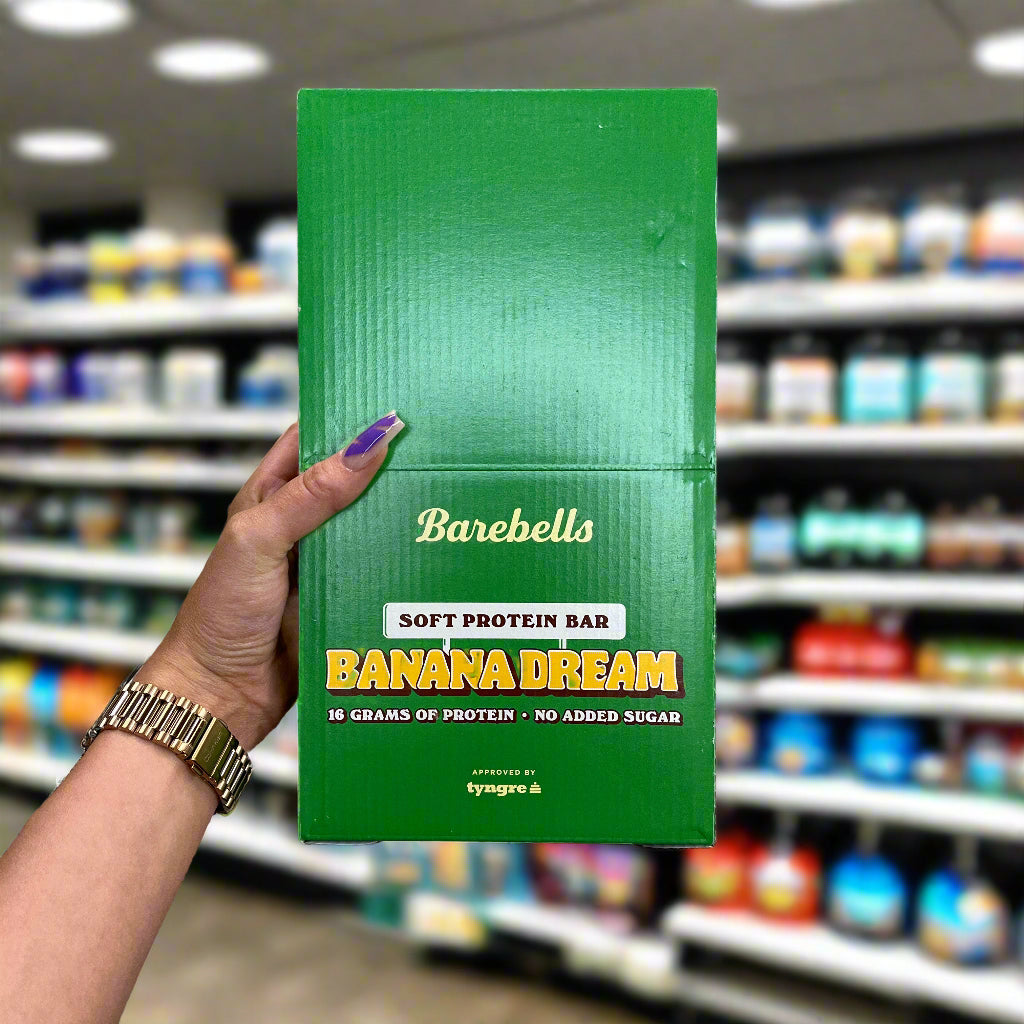 Barebells
SOFT PROTEIN BAR
BANANA DREAM
16 GRAMS OF PROTEIN • NO ADDED SUGAR
APPROVED BY
tyngre